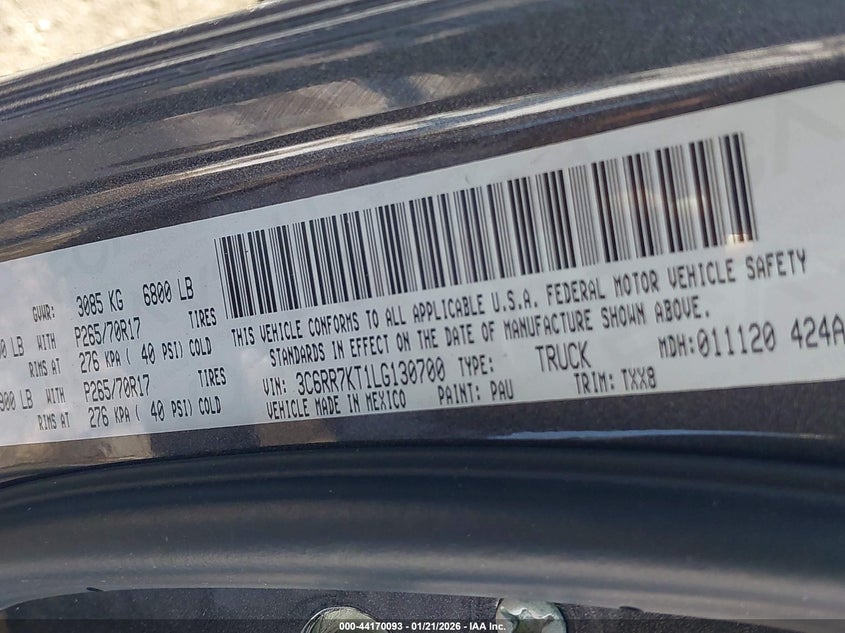 GVWR: 3085 KG 6800 LB
LB WITH P265/70R17 TIRES
RIMS AT 276 KPA ( 40 PSI) COLD
LB WITH P265/70R17 TIRES
RIMS AT 276 KPA ( 40 PSI) COLD
THIS VEHICLE CONFORMS TO ALL APPLICABLE U.S.A. FEDERAL MOTOR VEHICLE SAFETY
STANDARDS IN EFFECT ON THE DATE OF MANUFACTURE SHOWN ABOVE.
VIN: 3C6RR7KT1LG130700 TYPE: TRUCK MDH:011120 424A
VEHICLE MADE IN MEXICO PAINT: PAU TRIM: TXX8
000-44170093 - 01/21/2026 - IAA Inc.